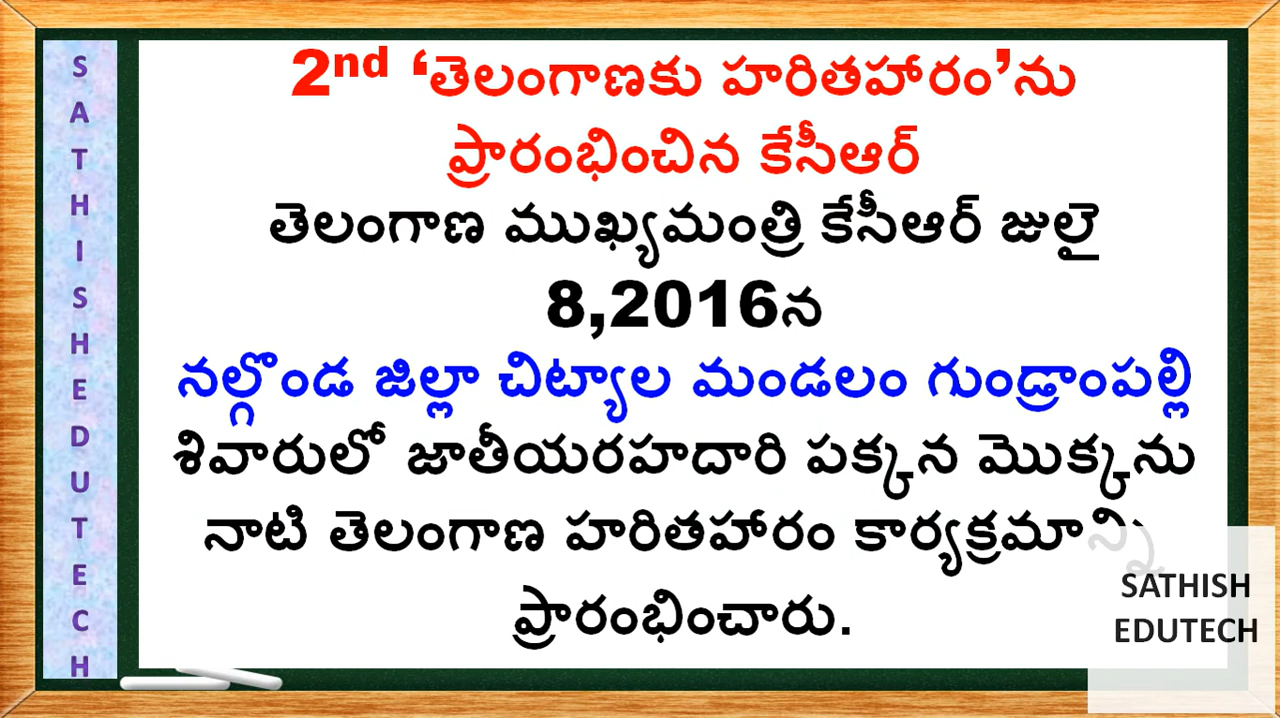 SATHISHEDUTECH
2nd ‘తెలంగాణకు హరితహారం’ను
ప్రారంభించిన కేసీఆర్
తెలంగాణ ముఖ్యమంత్రి కేసీఆర్ జులై
8,2016న
నల్గొండ జిల్లా చిట్యాల మండలం గుండ్రాంపల్లి
శివారులో జాతీయరహదారి పక్కన మొక్కను
నాటి తెలంగాణ హరితహారం కార్యక్రమాన్ని
ప్రారంభించారు.
SATHISH
EDUTECH